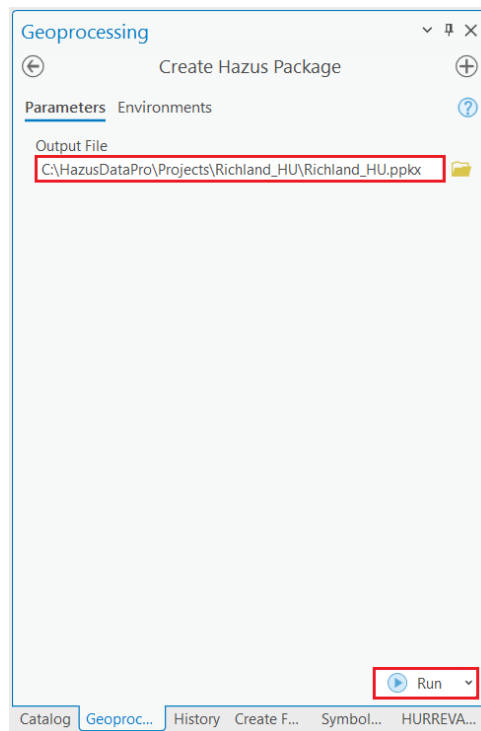 Geoprocessing
Create Hazus Package
Parameters Environments
Output File
C:\HazusDataPro\Projects\Richland_HU\Richland_HU.ppkx
Run
Catalog Geoproc... History Create F... Symbol... HURREVA...